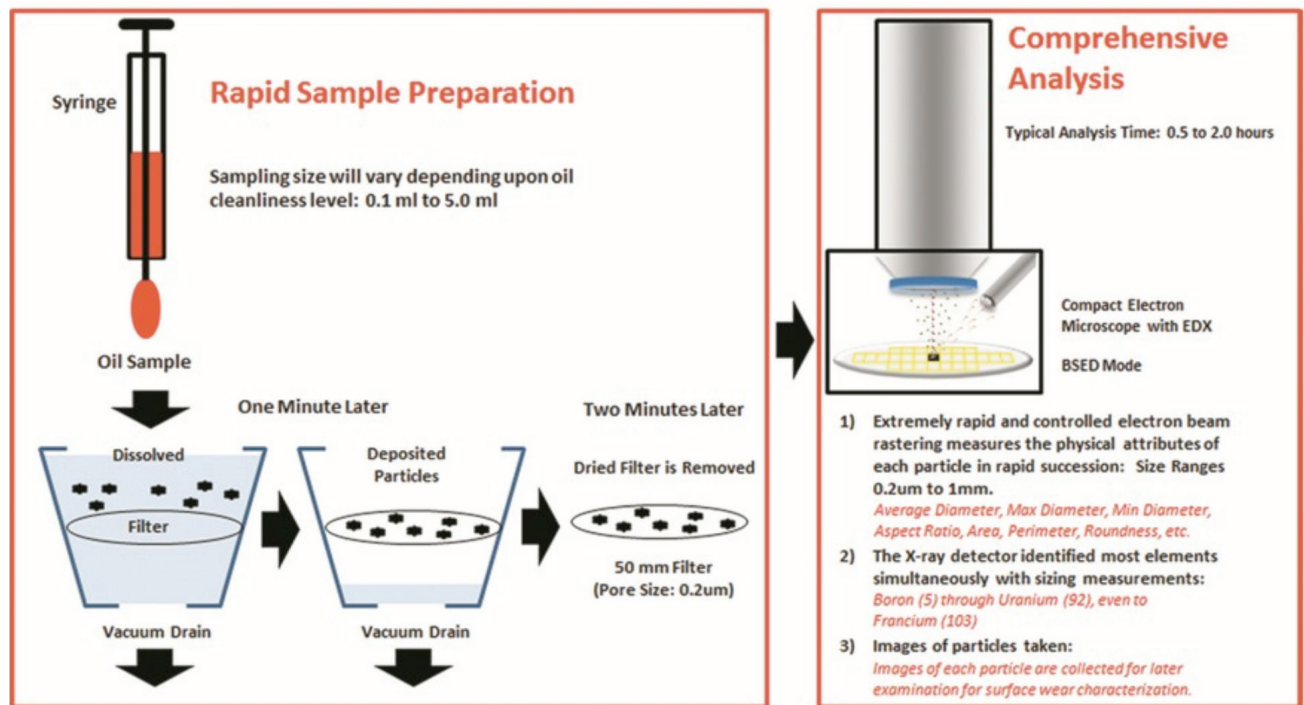 Rapid Sample Preparation
Syringe
Sampling size will vary depending upon oil
cleanliness level: 0.1 ml to 5.0 ml
Oil Sample
One Minute Later
Two Minutes Later
Dissolved
Filter
Vacuum Drain
Deposited
Particles
Vacuum Drain
Dried Filter is Removed
50 mm Filter
(Pore Size: 0.2um)
Comprehensive
Analysis
Typical Analysis Time: 0.5 to 2.0 hours
Compact Electron
Microscope with EDX
BSED Mode
1) Extremely rapid and controlled electron beam
rastering measures the physical attributes of
each particle in rapid succession: Size Ranges
0.2um to 1mm.
Average Diameter, Max Diameter, Min Diameter,
Aspect Ratio, Area, Perimeter, Roundness, etc.
2) The X-ray detector identified most elements
simultaneously with sizing measurements:
Boron (5) through Uranium (92), even to
Francium (103)
3) Images of particles taken:
Images of each particle are collected for later
examination for surface wear characterization.